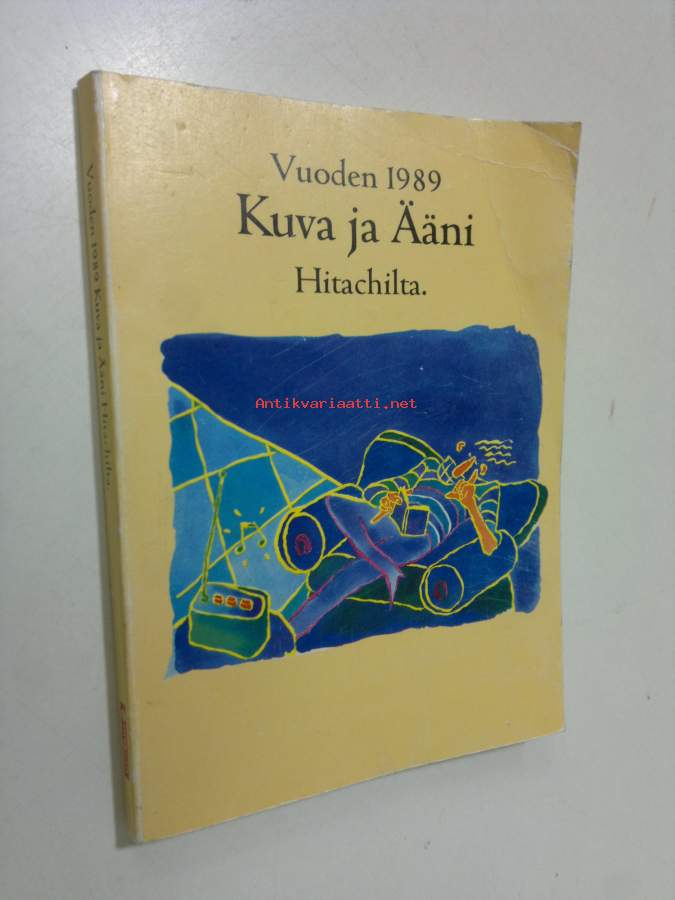 Vuoden 1989
Kuva ja Ääni
Hitachilta.
Antikvariaatti.net
Vuoden 1989 Kuva ja Ääni Hitachilta.